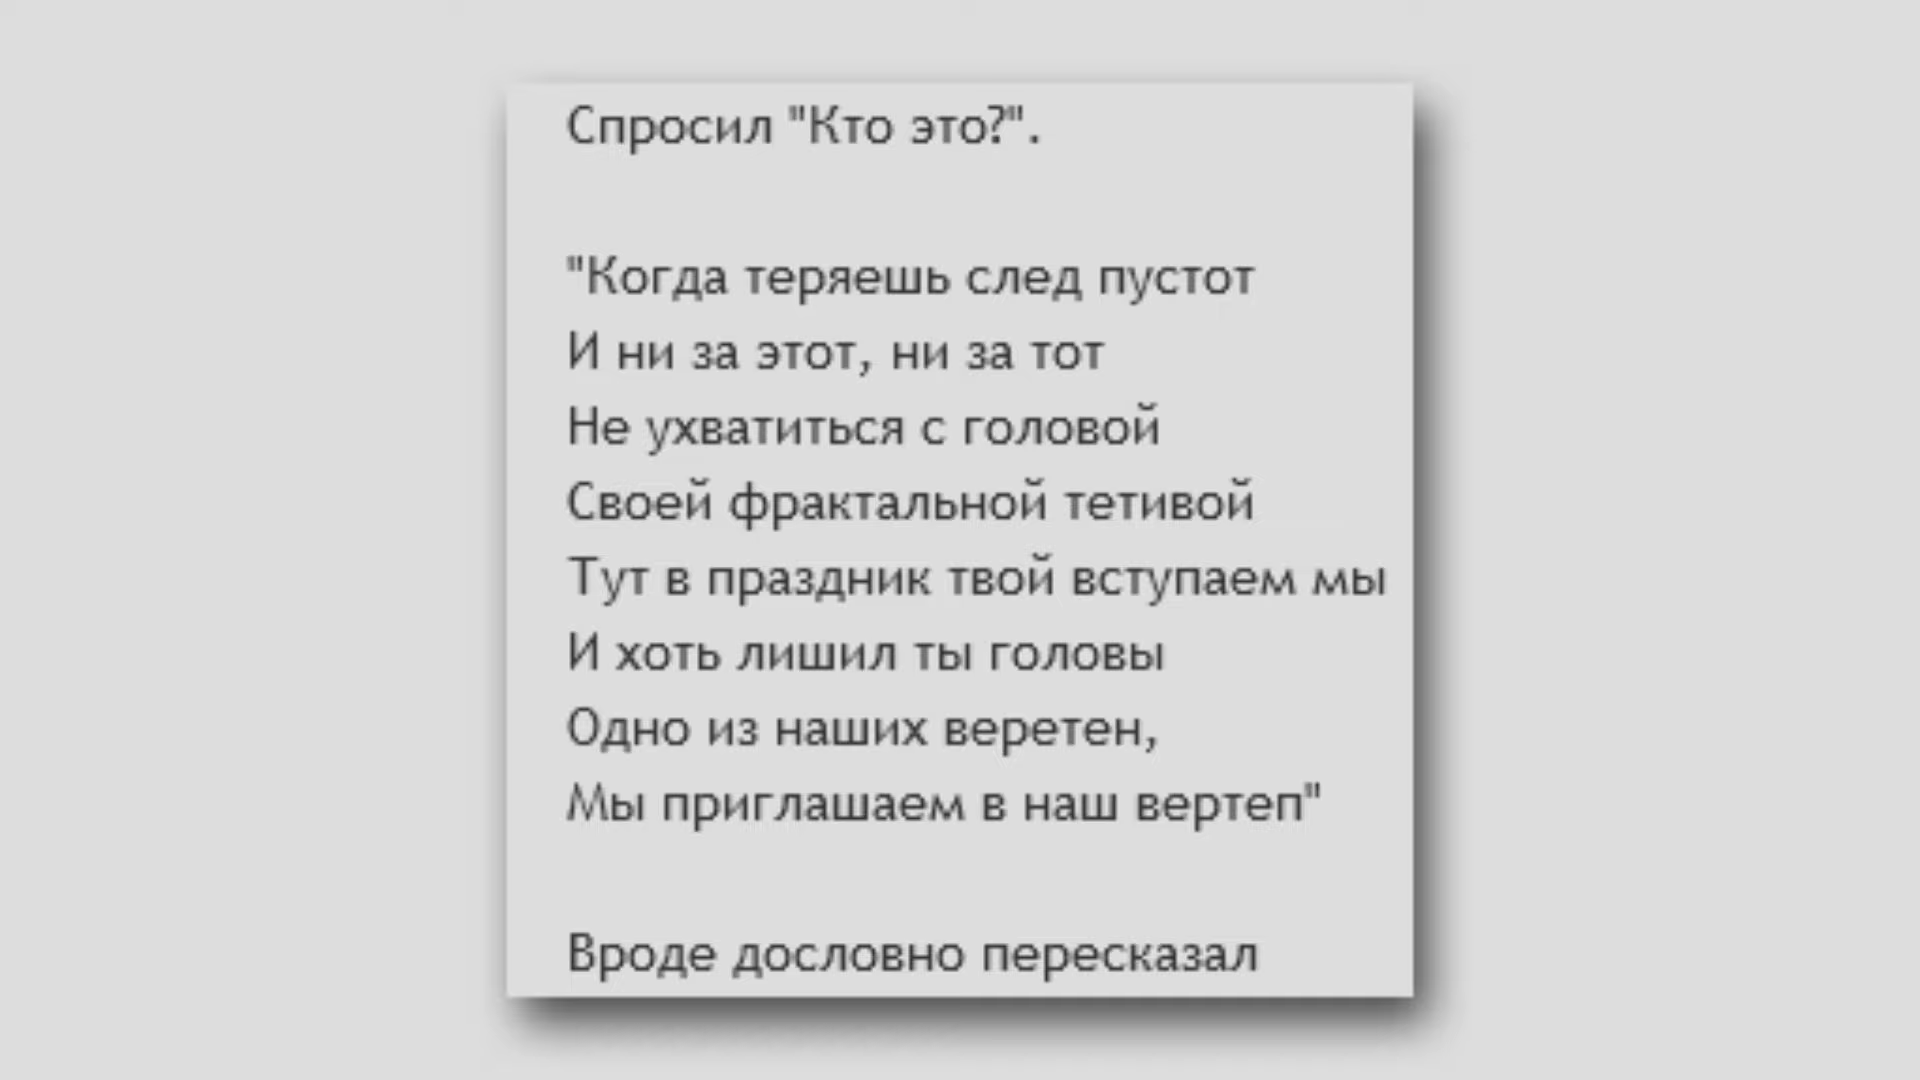 Спросил "Кто это?".
"Когда теряешь след пустот
И ни за этот, ни за тот
Не ухватиться с головой
Своей фрактальной тетивой
Тут в праздник твой вступаем мы
И хоть лишил ты головы
Одно из наших веретен,
Мы приглашаем в наш вертеп"
Вроде дословно пересказал